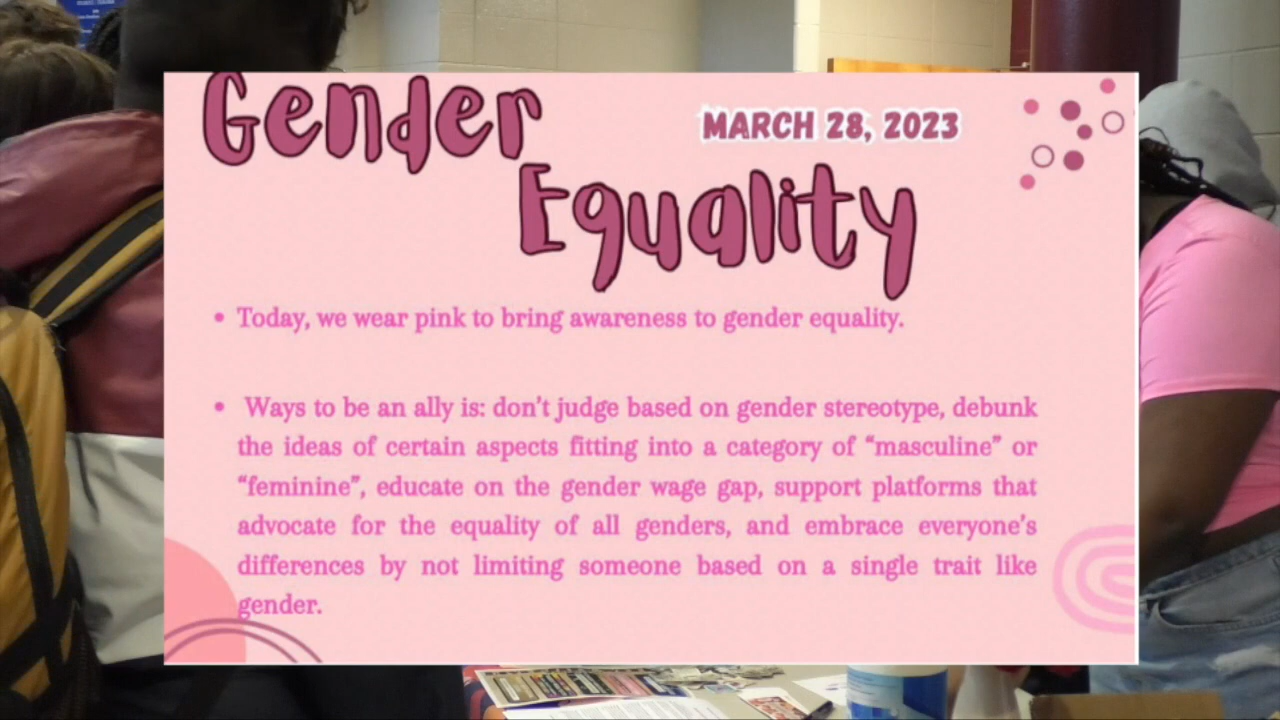 Gender
MARCH 28, 2023
Equality
• Today, we wear pink to bring awareness to gender equality.
• Ways to be an ally is: don't judge based on gender stereotype, debunk
the ideas of certain aspects fitting into a category of “masculine” or
“feminine”, educate on the gender wage gap, support platforms that
advocate for the equality of all genders, and embrace everyone's
differences by not limiting someone based on a single trait like
gender.